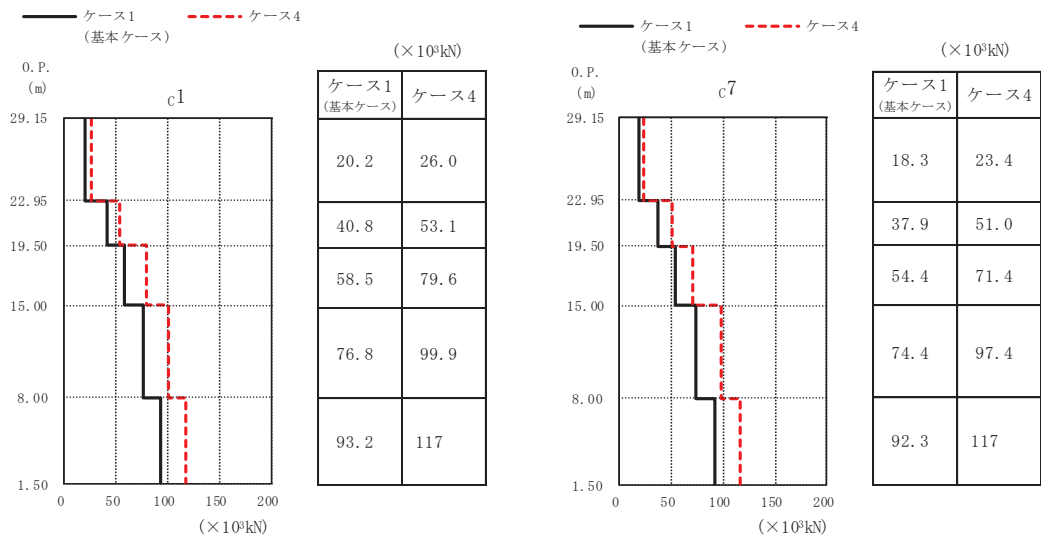 ケース1 ケース4
(基本ケース)
(×10³kN)
O.P.
(m)
C1
ケース1 ケース4
(基本ケース)
29.15
20.2 26.0
22.95
40.8 53.1
19.50
58.5 79.6
15.00
76.8 99.9
8.00
93.2 117
1.50
0 50 100 150 200
(×10³kN)
ケース1 ケース4
(基本ケース)
(×10³kN)
O.P.
(m)
C7
ケース1 ケース4
(基本ケース)
29.15
18.3 23.4
22.95
37.9 51.0
19.50
54.4 71.4
15.00
74.4 97.4
8.00
92.3 117
1.50
0 50 100 150 200
(×10³kN)